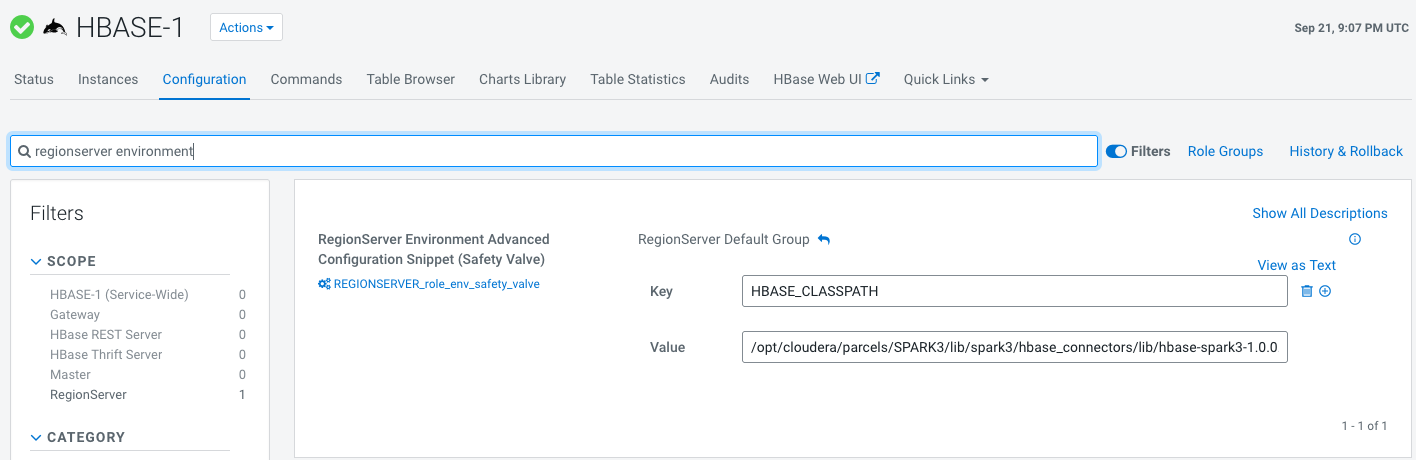 HBASE-1
Actions
Sep 21, 9:07 PM UTC
Status Instances Configuration Commands Table Browser Charts Library Table Statistics Audits HBase Web UI Quick Links
regionserver environment
Filters Role Groups History & Rollback
Filters
SCOPE
HBASE-1 (Service-Wide) 0
Gateway 0
HBase REST Server 0
HBase Thrift Server 0
Master 0
RegionServer 1
CATEGORY
Show All Descriptions
RegionServer Environment Advanced
Configuration Snippet (Safety Valve)
REGIONSERVER_role_env_safety_valve
RegionServer Default Group
View as Text
Key HBASE_CLASSPATH
Value /opt/cloudera/parcels/SPARK3/lib/spark3/hbase_connectors/lib/hbase-spark3-1.0.0
1 - 1 of 1